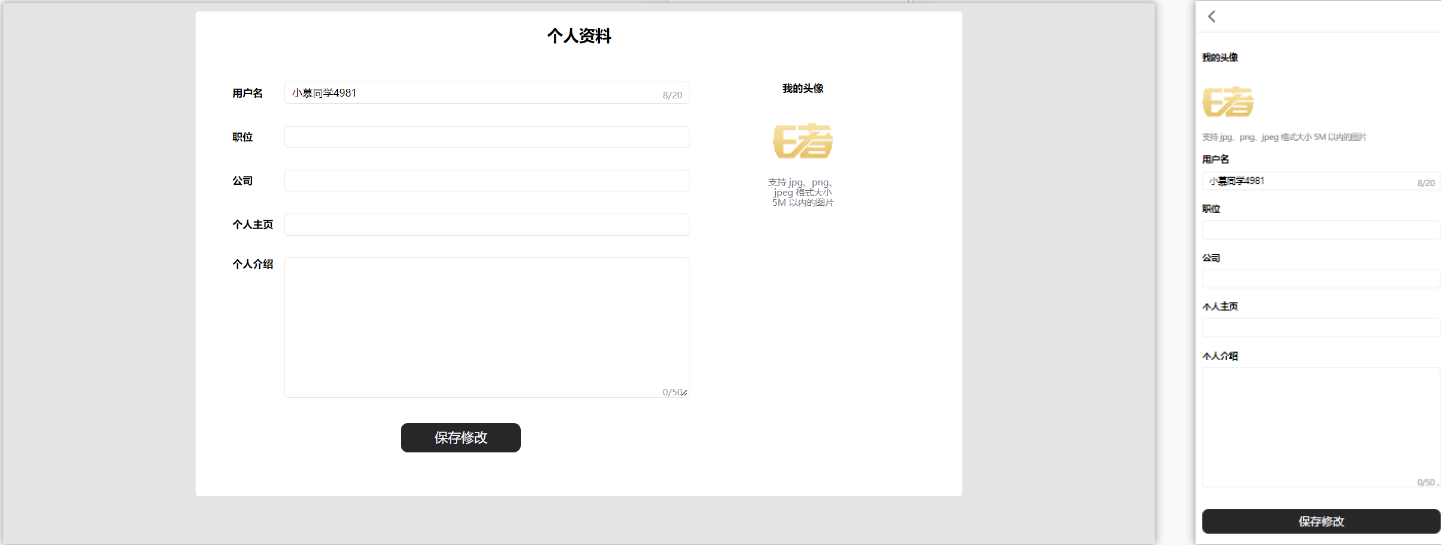 个人资料
用户名
小慕同学4981
8/20
职位
公司
个人主页
个人介绍
0/50
保存修改
我的头像
E者
支持 jpg、png、
jpeg 格式大小
5M 以内的图片
我的头像
E者
支持 jpg、png、jpeg 格式大小 5M 以内的图片
用户名
小慕同学4981
8/20
职位
公司
个人主页
个人介绍
0/50
保存修改